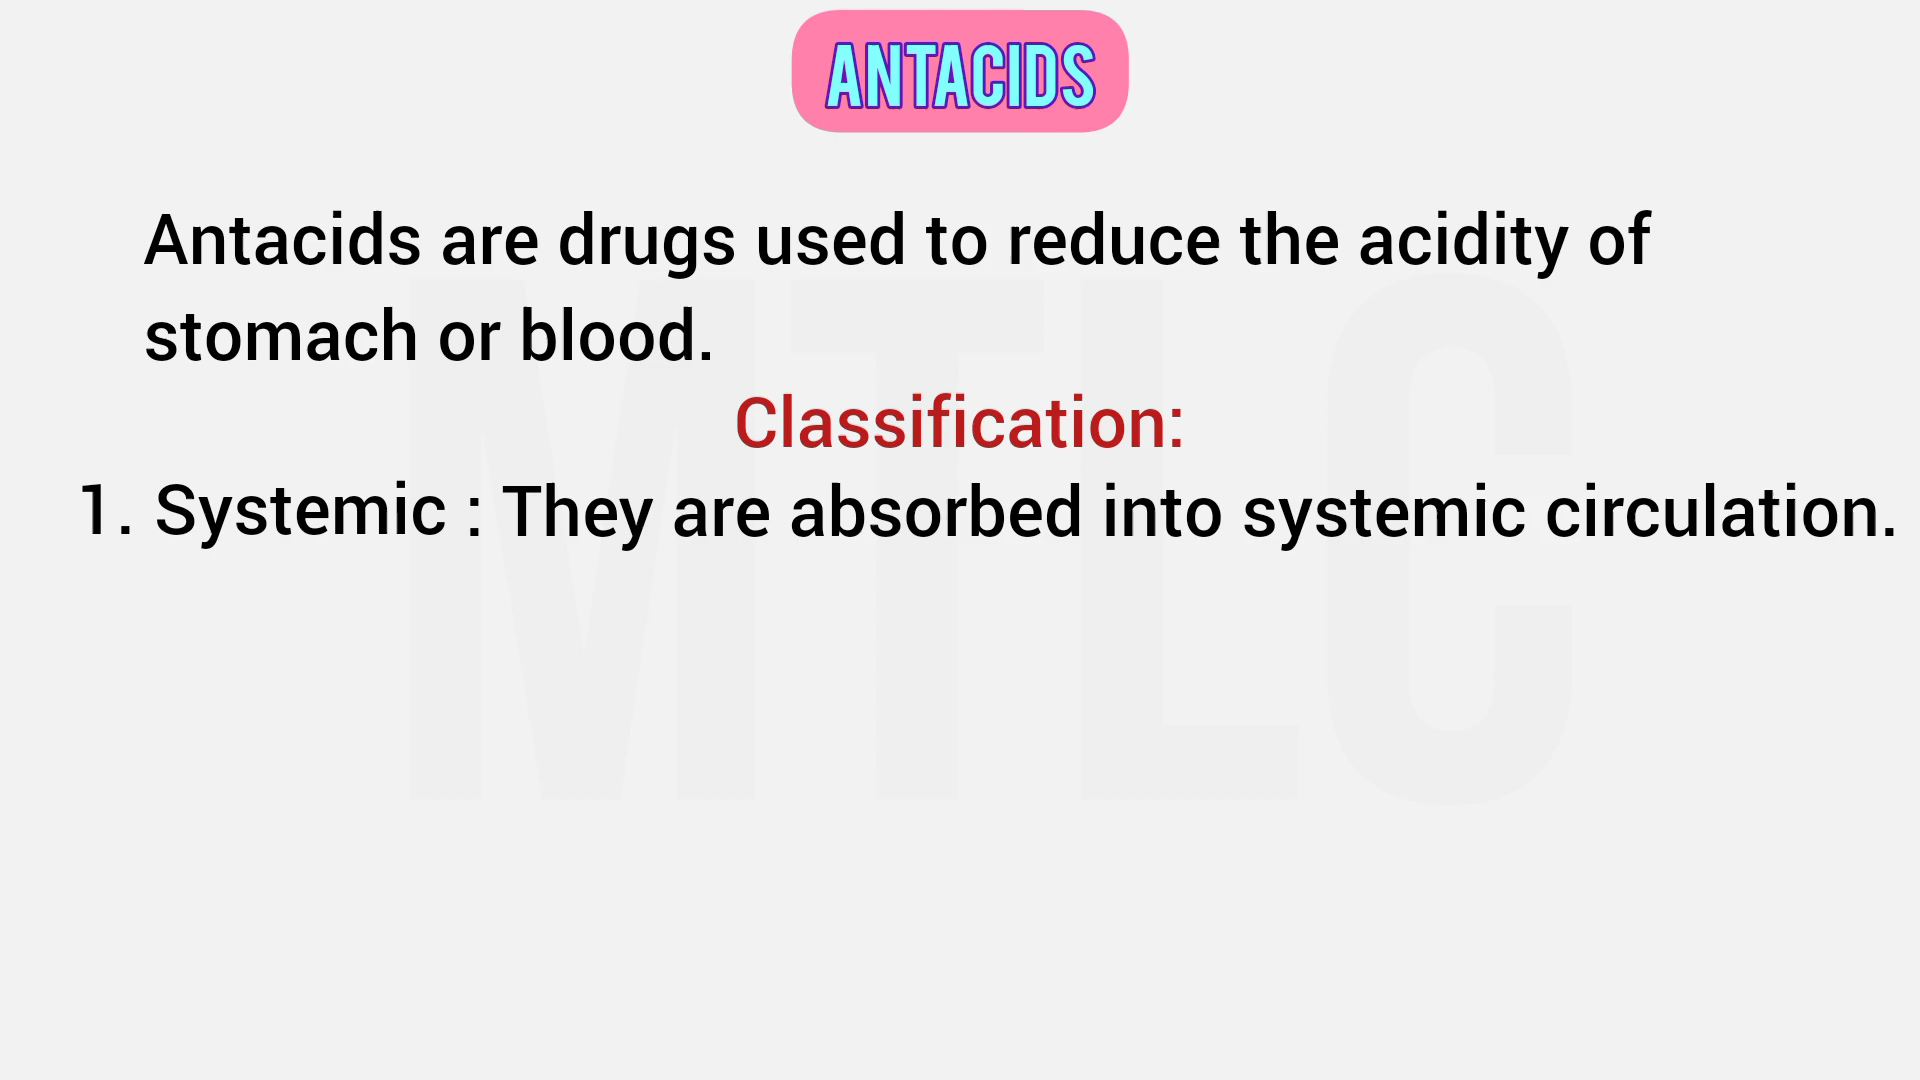 ANTACIDS
Antacids are drugs used to reduce the acidity of
stomach or blood.
Classification:
1. Systemic : They are absorbed into systemic circulation.
MTLC